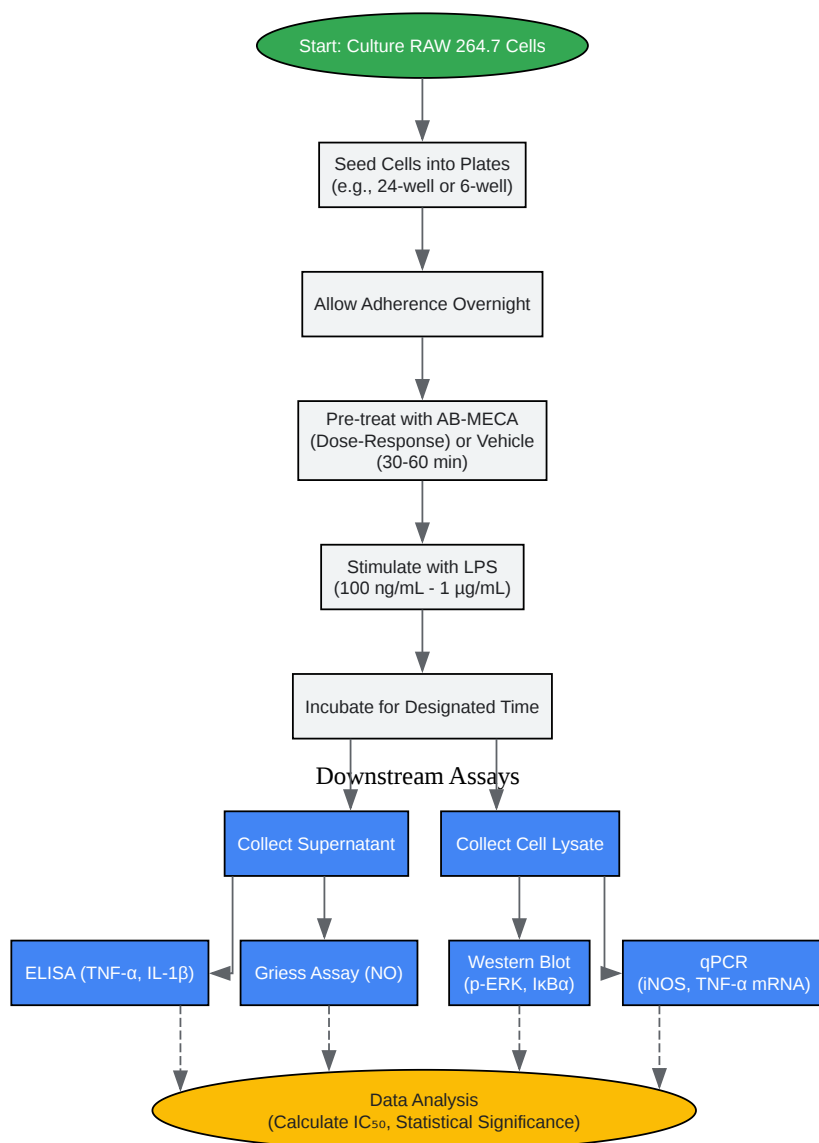 Start: Culture RAW 264.7 Cells
Seed Cells into Plates
(e.g., 24-well or 6-well)
Allow Adherence Overnight
Pre-treat with AB-MECA
(Dose-Response) or Vehicle
(30-60 min)
Stimulate with LPS
(100 ng/mL - 1 µg/mL)
Incubate for Designated Time
Downstream Assays
Collect Supernatant
Collect Cell Lysate
ELISA (TNF-α, IL-1β)
Griess Assay (NO)
Western Blot
(p-ERK, IκBα)
qPCR
(iNOS, TNF-α mRNA)
Data Analysis
(Calculate IC₅₀, Statistical Significance)